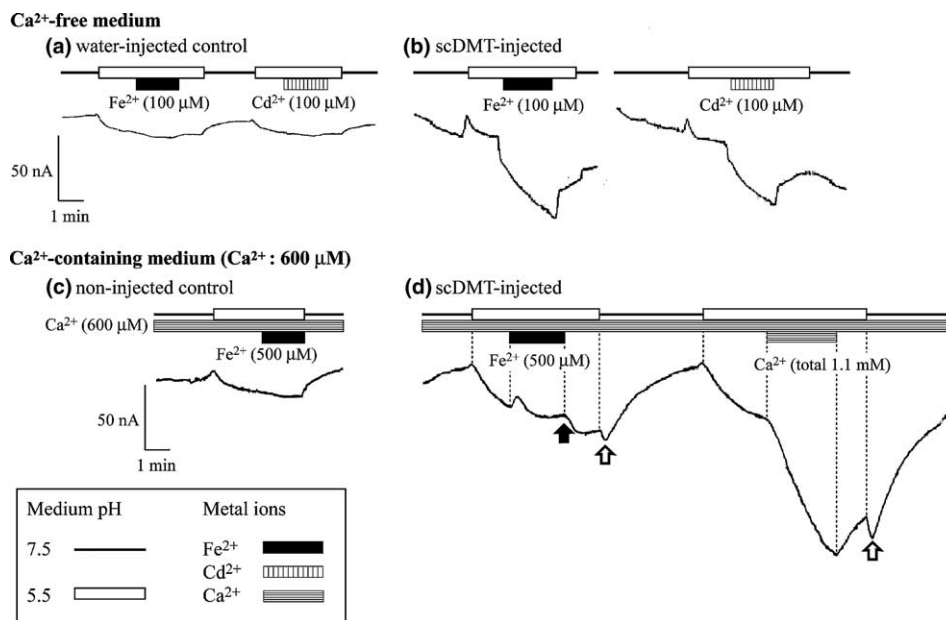 Ca²⁺-free medium
(a) water-injected control
(b) scDMT-injected
Fe²⁺ (100 μM)
Cd²⁺ (100 μM)
Fe²⁺ (100 μM)
Cd²⁺ (100 μM)
50 nA
1 min
Ca²⁺-containing medium (Ca²⁺ : 600 μM)
(c) non-injected control
(d) scDMT-injected
Ca²⁺ (600 μM)
Fe²⁺ (500 μM)
Fe²⁺ (500 μM)
Ca²⁺ (total 1.1 mM)
50 nA
1 min
Medium pH
Metal ions
7.5
Fe²⁺
Cd²⁺
5.5
Ca²⁺